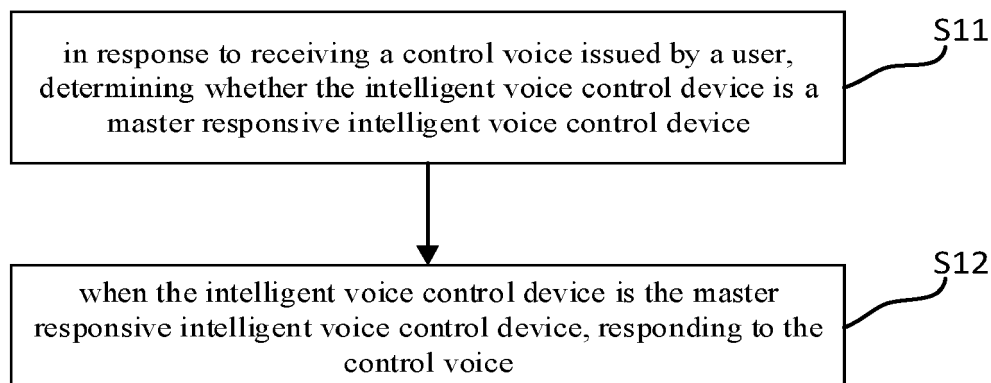 in response to receiving a control voice issued by a user,
determining whether the intelligent voice control device is a
master responsive intelligent voice control device
S11
when the intelligent voice control device is the master
responsive intelligent voice control device, responding to the
control voice
S12